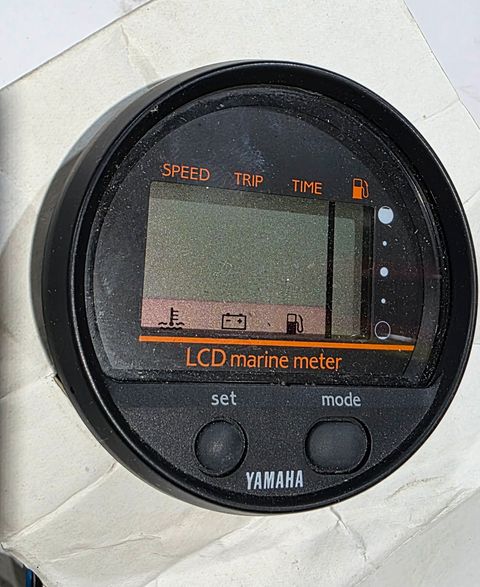 SPEED TRIP TIME
LCD marine meter
set mode
YAMAHA